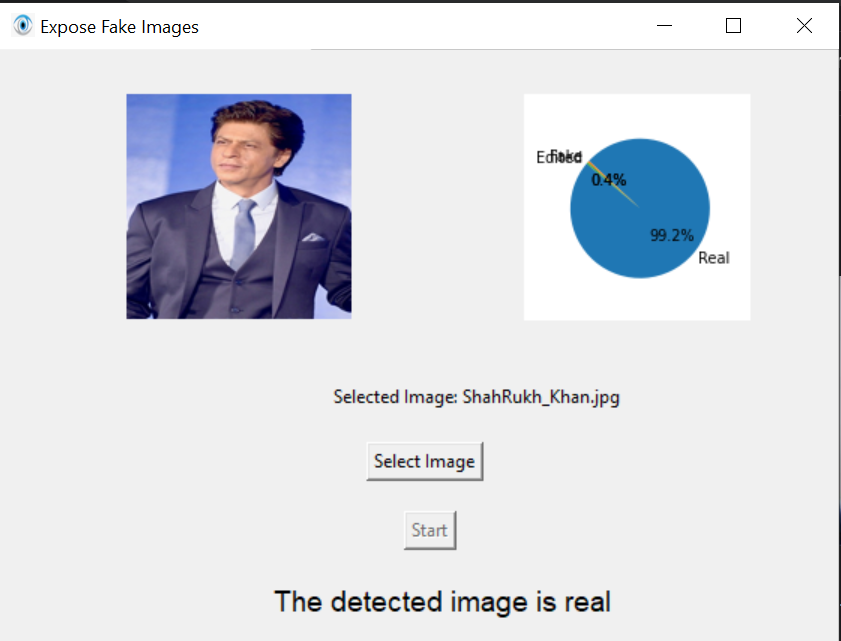 Expose Fake Images
Fake
Edited
0.4%
99.2%
Real
Selected Image: ShahRukh_Khan.jpg
Select Image
Start
The detected image is real